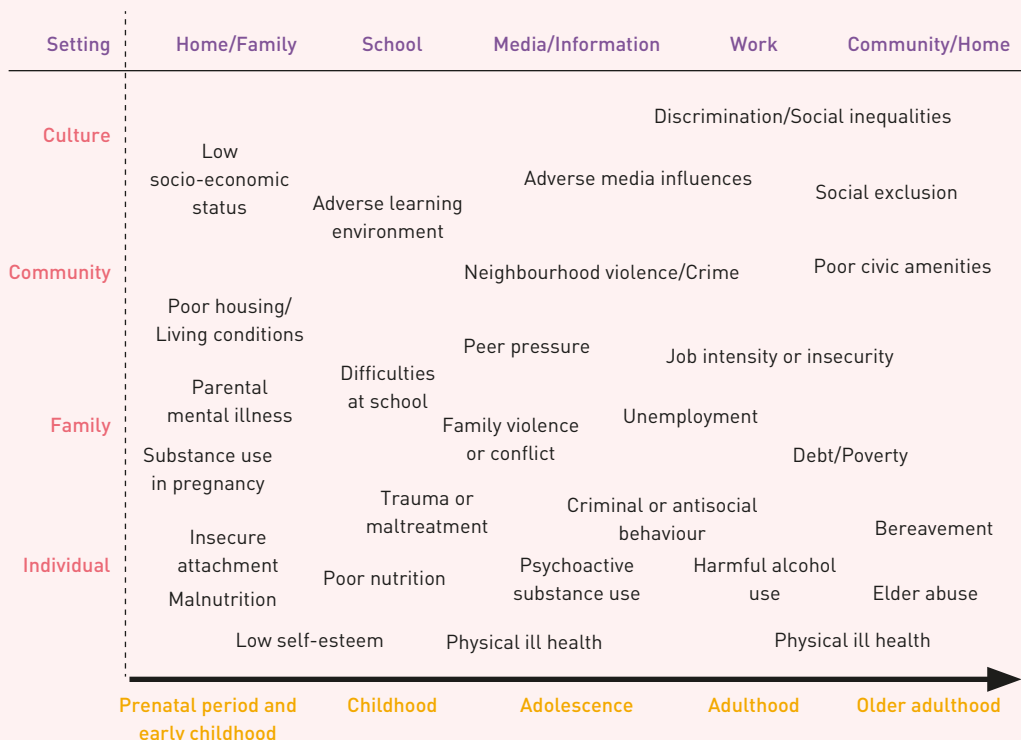 Setting
Home/Family
School
Media/Information
Work
Community/Home
Discrimination/Social inequalities
Culture
Low
socio-economic
status
Adverse media influences
Social exclusion
Adverse learning
environment
Community
Neighbourhood violence/Crime
Poor civic amenities
Poor housing/
Living conditions
Peer pressure
Job intensity or insecurity
Difficulties
at school
Parental
mental illness
Family
Family violence
or conflict
Unemployment
Debt/Poverty
Substance use
in pregnancy
Trauma or
maltreatment
Criminal or antisocial
behaviour
Bereavement
Insecure
attachment
Individual
Poor nutrition
Psychoactive
substance use
Harmful alcohol
use
Elder abuse
Malnutrition
Low self-esteem
Physical ill health
Physical ill health
Prenatal period and
early childhood
Childhood
Adolescence
Adulthood
Older adulthood